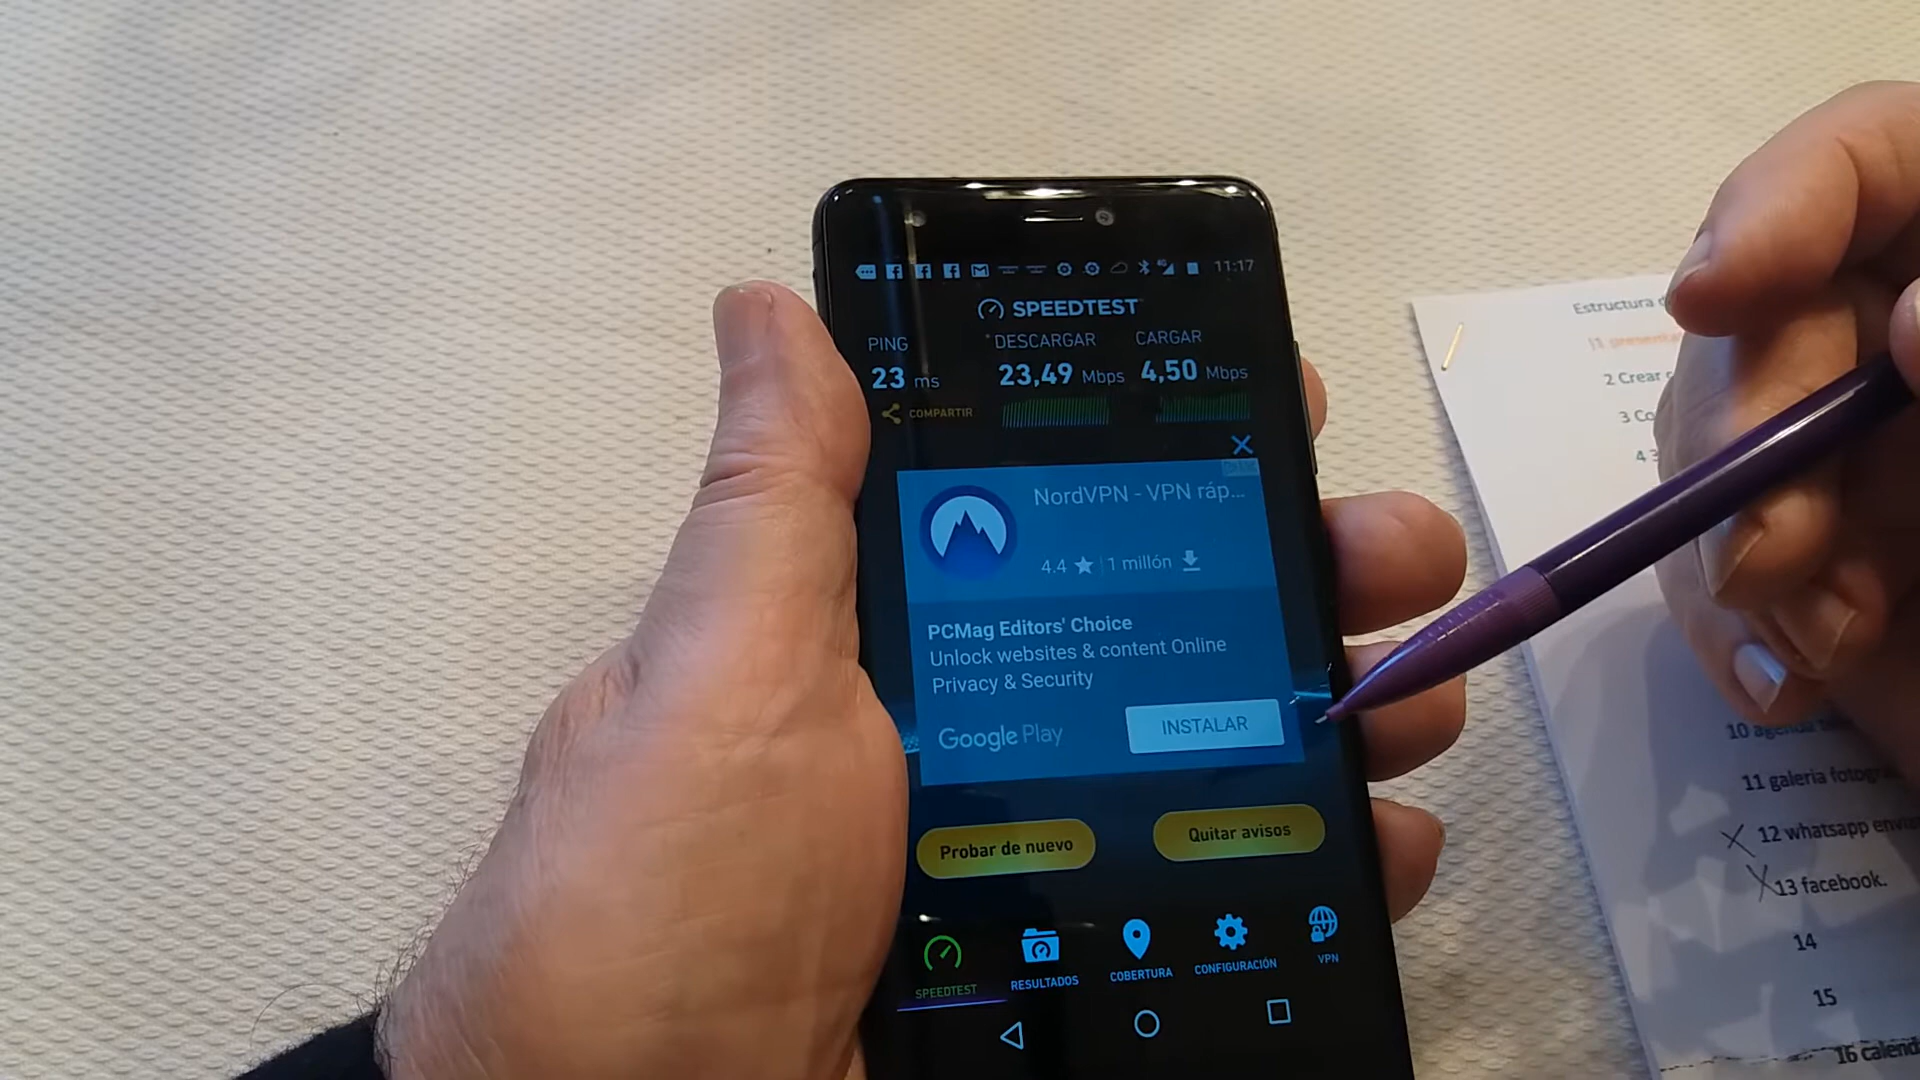 11:17
SPEEDTEST
PING
DESCARGAR
CARGAR
23 ms
23,49 Mbps
4,50 Mbps
COMPARTIR
NordVPN - VPN ráp...
4.4 ★ | 1 millón
PCMag Editors' Choice
Unlock websites & content Online
Privacy & Security
Google Play
INSTALAR
Probar de nuevo
Quitar avisos
SPEEDTEST
RESULTADOS
COBERTURA
CONFIGURACIÓN
VPN
Estructura
2 Crear
3 Co
4 3
10 agenda
11 galeria
12 whatsapp
13 facebook.
14
15
16